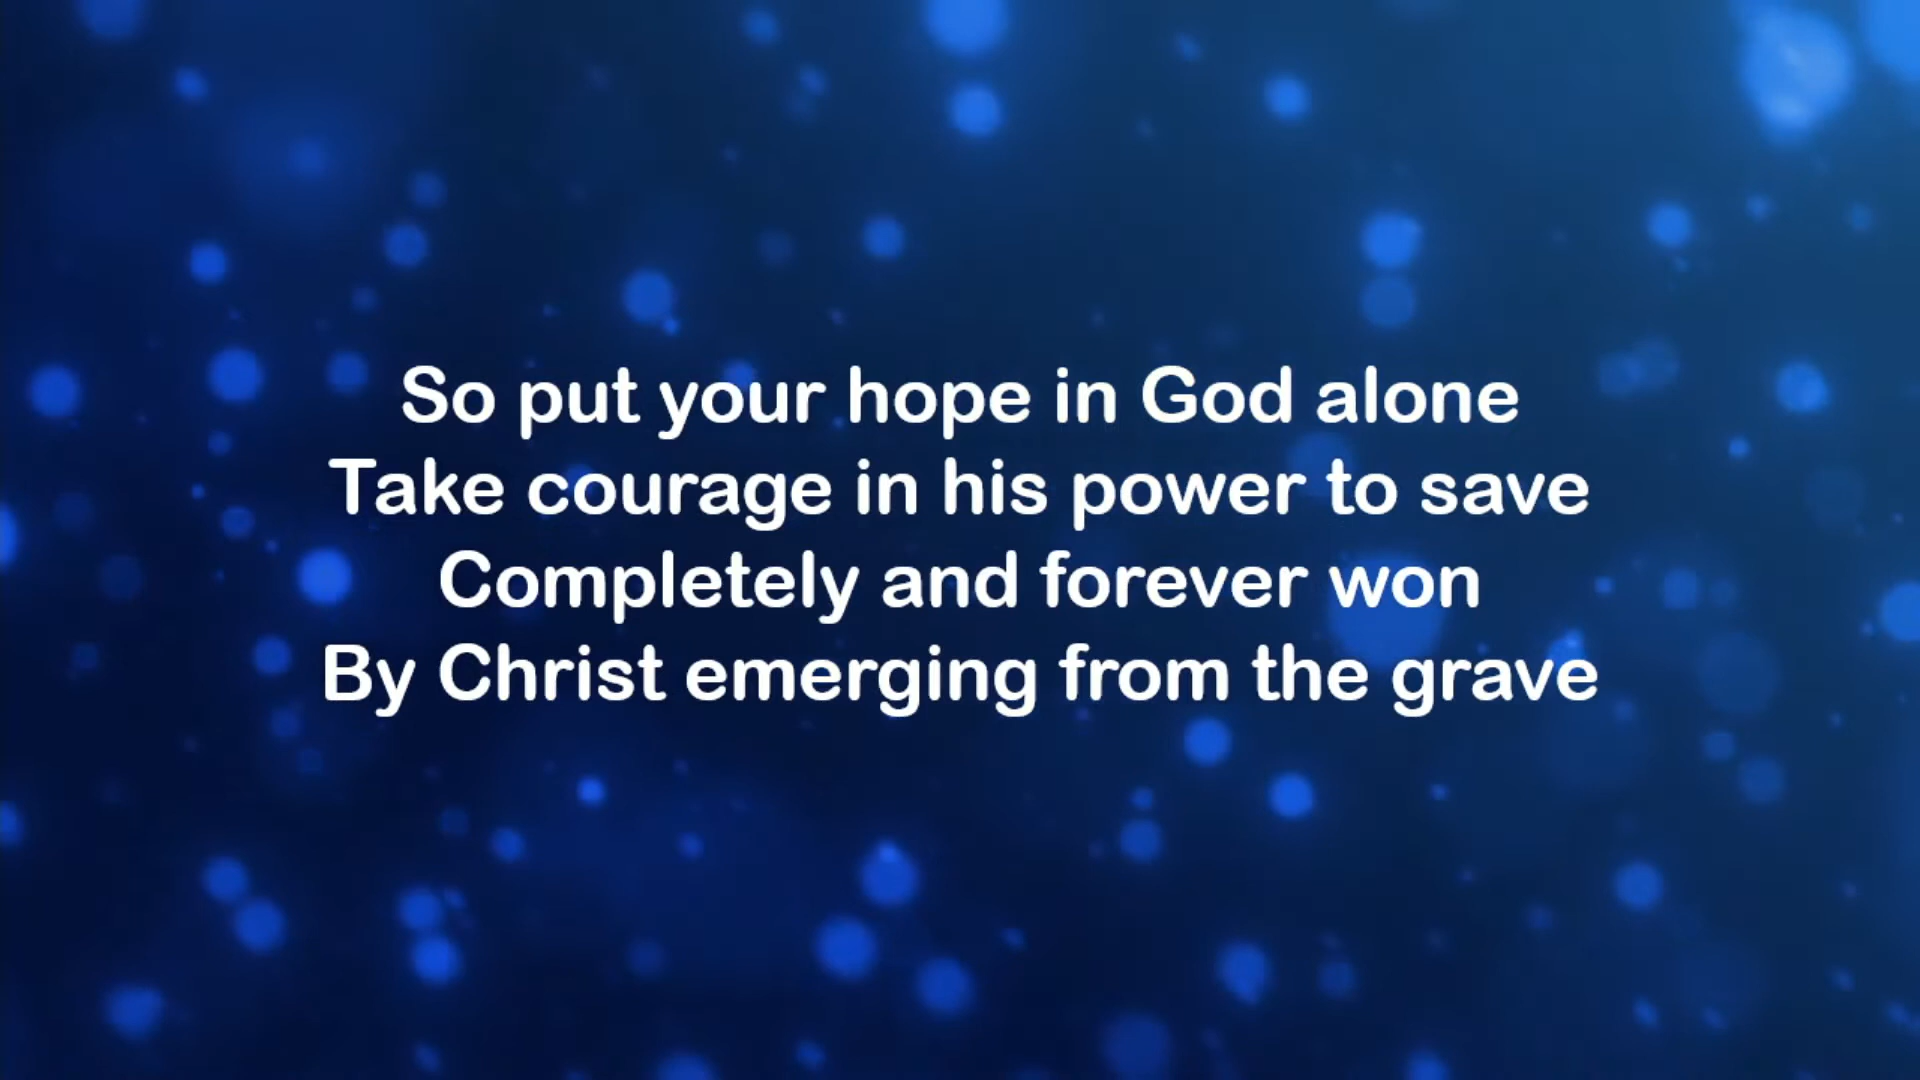 So put your hope in God alone
Take courage in his power to save
Completely and forever won
By Christ emerging from the grave